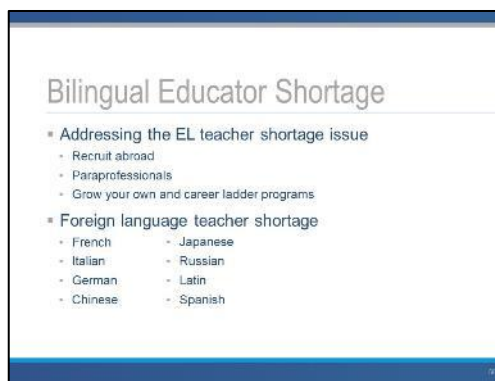 Bilingual Educator Shortage
Addressing the EL teacher shortage issue
Recruit abroad
Paraprofessionals
Grow your own and career ladder programs
Foreign language teacher shortage
French
Italian
German
Chinese
Japanese
Russian
Latin
Spanish